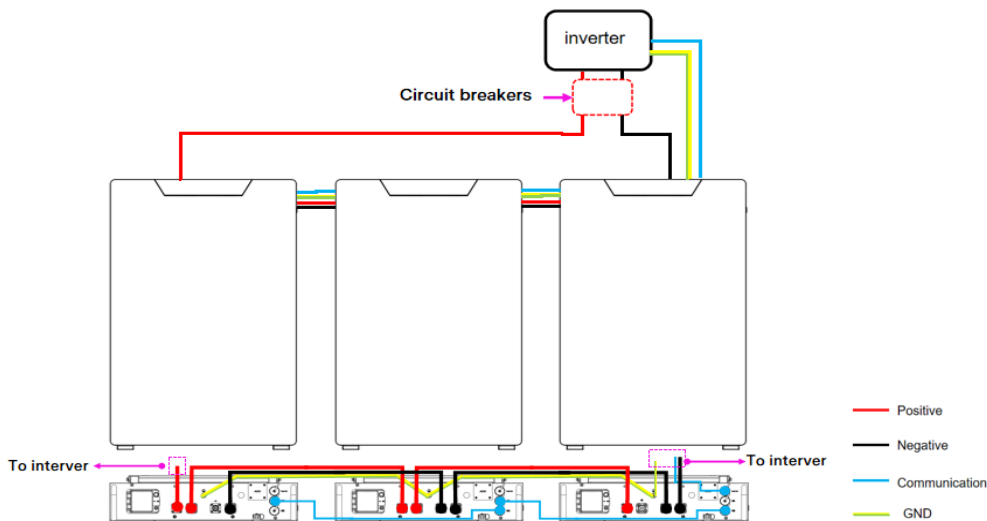 inverter
Circuit breakers
To interver
To interver
Positive
Negative
Communication
GND